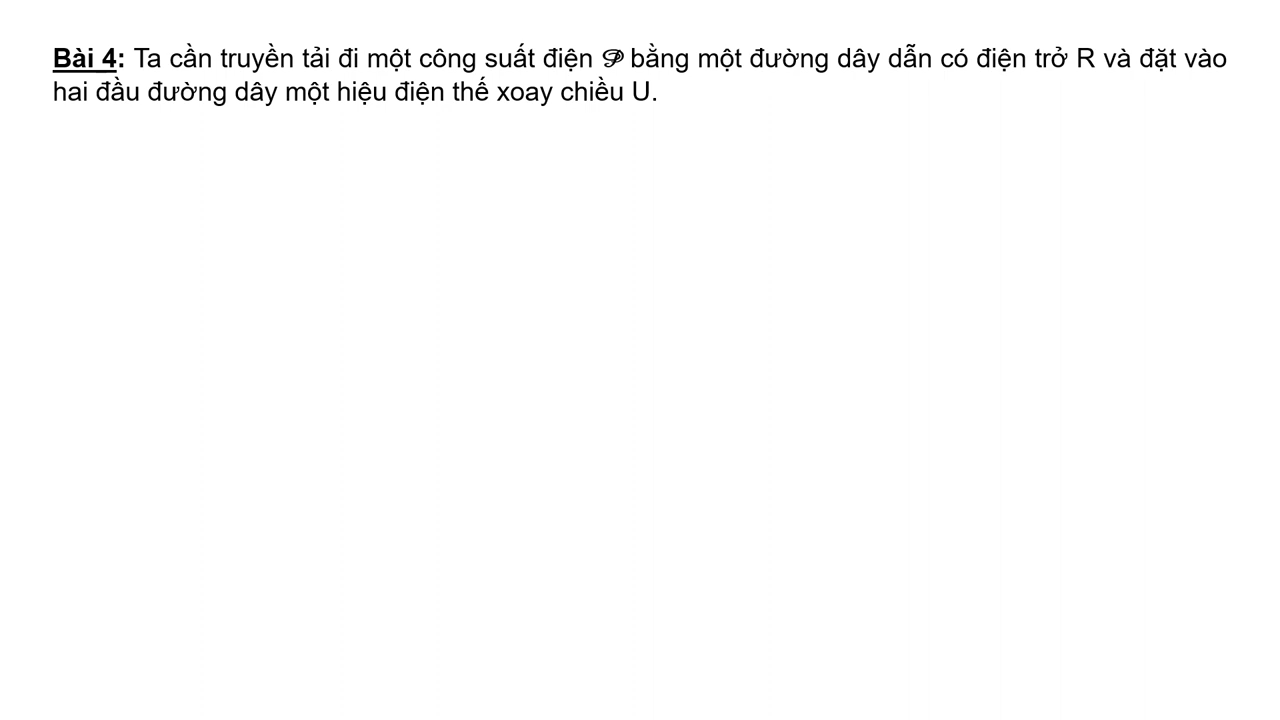 Bài 4: Ta cần truyền tải đi một công suất điện 𝒫 bằng một đường dây dẫn có điện trở R và đặt vào
hai đầu đường dây một hiệu điện thế xoay chiều U.